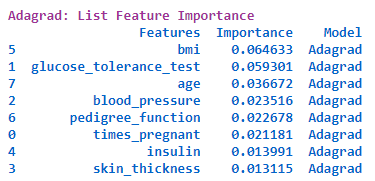 Adagrad: List Feature Importance
Features Importance Model
5 bmi 0.064633 Adagrad
1 glucose_tolerance_test 0.059301 Adagrad
7 age 0.036672 Adagrad
2 blood_pressure 0.023516 Adagrad
6 pedigree_function 0.022678 Adagrad
0 times_pregnant 0.021181 Adagrad
4 insulin 0.013991 Adagrad
3 skin_thickness 0.013115 Adagrad